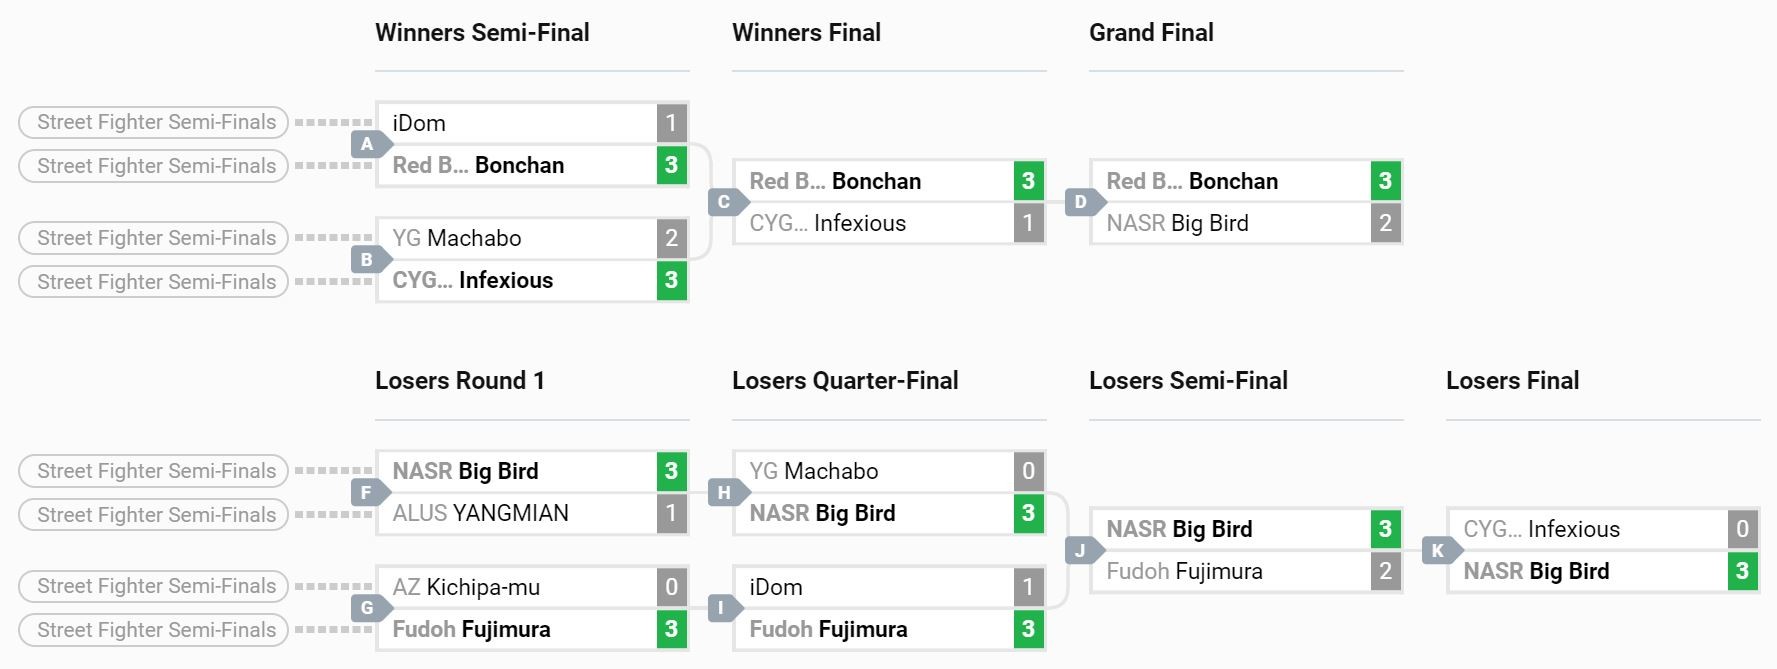 Winners Semi-Final
Winners Final
Grand Final
Street Fighter Semi-Finals
Street Fighter Semi-Finals
A
iDom 1
Red B... Bonchan 3
Street Fighter Semi-Finals
Street Fighter Semi-Finals
B
YG Machabo 2
CYG... Infexious 3
C
Red B... Bonchan 3
CYG... Infexious 1
D
Red B... Bonchan 3
NASR Big Bird 2
Losers Round 1
Losers Quarter-Final
Losers Semi-Final
Losers Final
Street Fighter Semi-Finals
Street Fighter Semi-Finals
F
NASR Big Bird 3
ALUS YANGMIAN 1
Street Fighter Semi-Finals
Street Fighter Semi-Finals
G
AZ Kichipa-mu 0
Fudoh Fujimura 3
H
YG Machabo 0
NASR Big Bird 3
I
iDom 1
Fudoh Fujimura 3
J
NASR Big Bird 3
Fudoh Fujimura 2
K
CYG... Infexious 0
NASR Big Bird 3